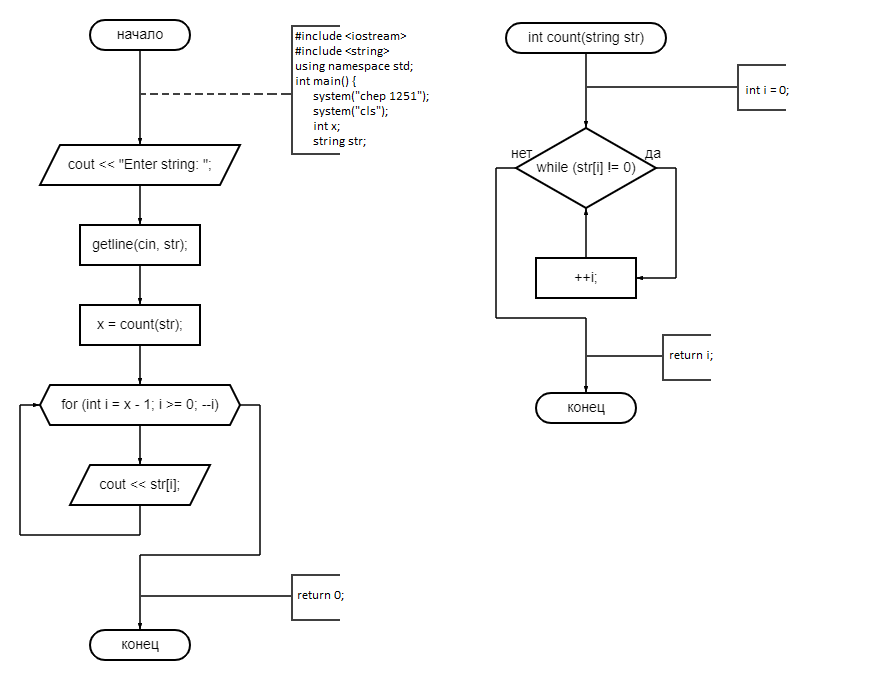 начало
#include <iostream>
#include <string>
using namespace std;
int main() {
system("chep 1251");
system("cls");
int x;
string str;
cout << "Enter string: ";
getline(cin, str);
x = count(str);
for (int i = x - 1; i >= 0; --i)
cout << str[i];
return 0;
конец
int count(string str)
int i = 0;
нет
да
while (str[i] != 0)
++i;
return i;
конец